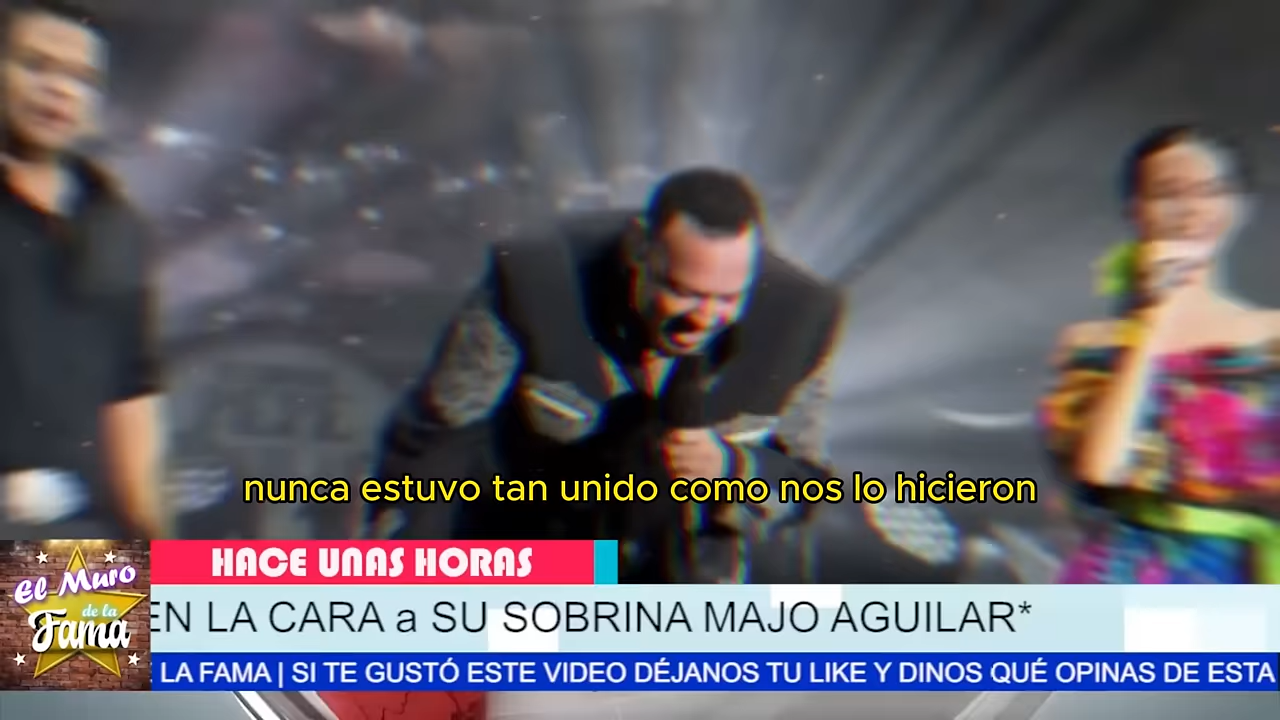 nunca estuvo tan unido como nos lo hicieron
HACE UNAS HORAS
El Muro
de la
Fama
EN LA CARA a SU SOBRINA MAJO AGUILAR*
LA FAMA | SI TE GUSTÓ ESTE VIDEO DÉJANOS TU LIKE Y DINOS QUÉ OPINAS DE ESTA